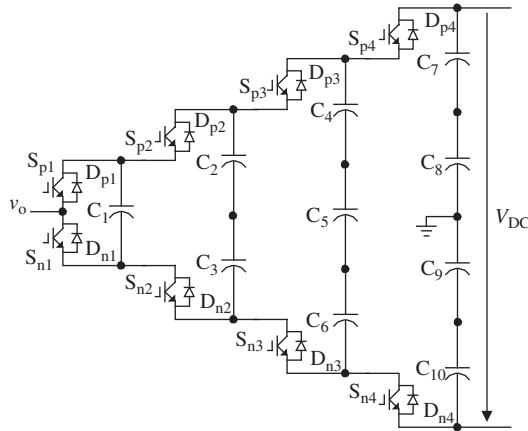 S_p4
D_p4
C_7
S_p3
D_p3
C_4
S_p2
D_p2
C_2
C_8
S_p1
D_p1
v_o
C_1
C_5
V_DC
S_n1
D_n1
C_3
C_9
S_n2
D_n2
C_6
S_n3
D_n3
C_10
S_n4
D_n4